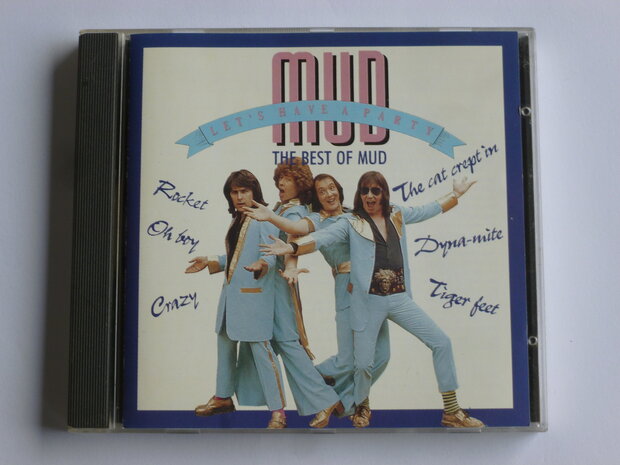 MUD
LET'S HAVE A PARTY
THE BEST OF MUD
Rocket
Oh boy
Crazy
The cat crept in
Dyna-mite
Tiger feet